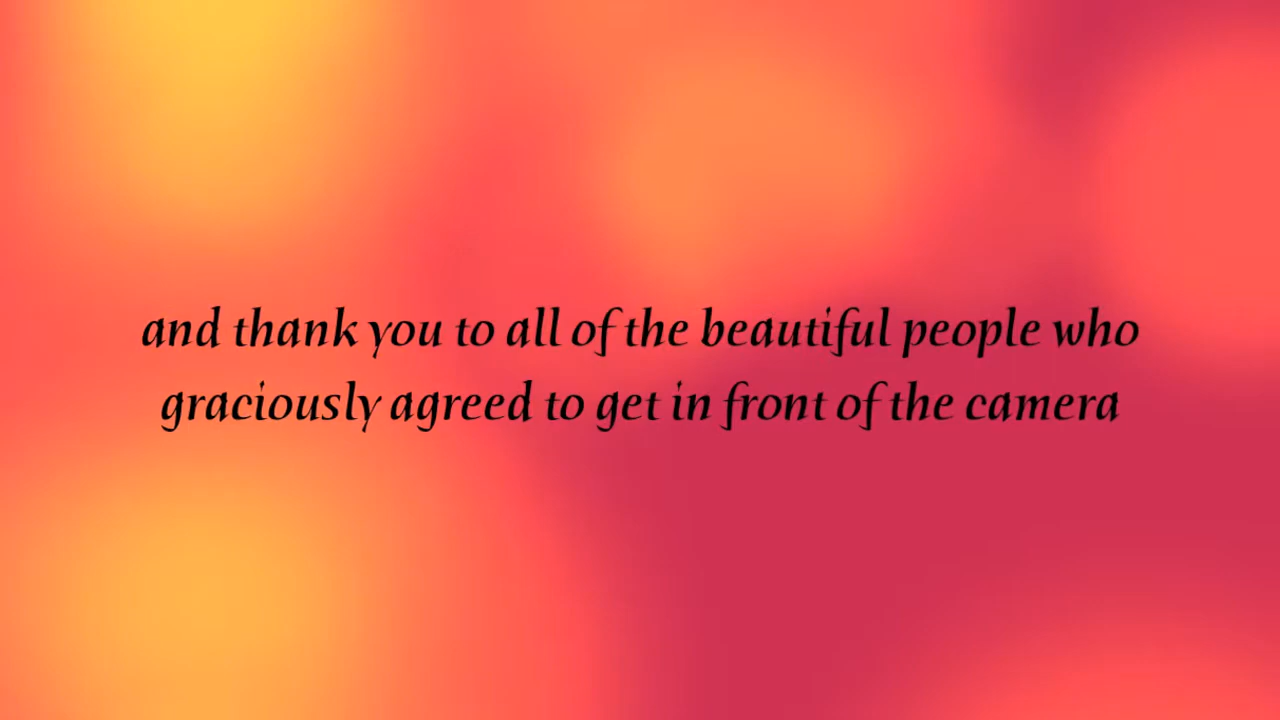 and thank you to all of the beautiful people who
graciously agreed to get in front of the camera